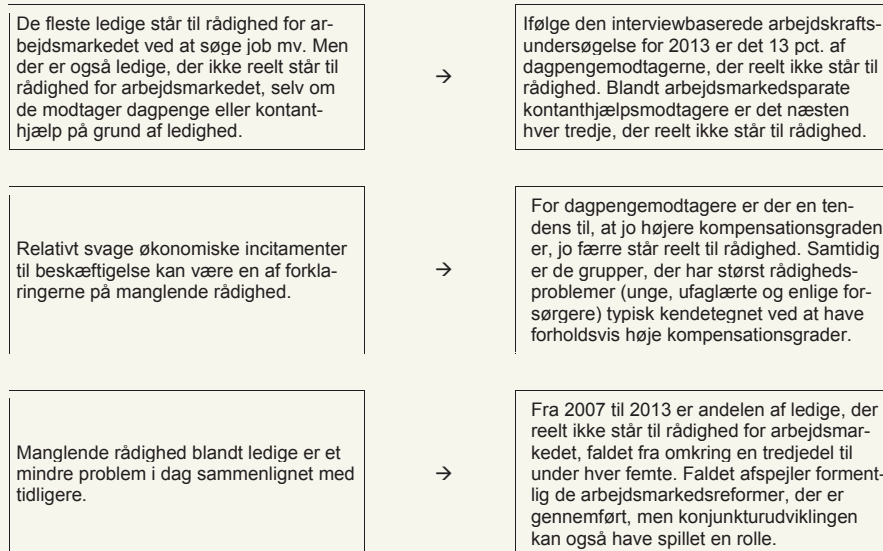 De fleste ledige står til rådighed for ar-
bejdsmarkedet ved at søge job mv. Men
der er også ledige, der ikke reelt står til
rådighed for arbejdsmarkedet, selv om
de modtager dagpenge eller kontant-
hjælp på grund af ledighed.
→
Ifølge den interviewbaserede arbejdskrafts-
undersøgelse for 2013 er det 13 pct. af
dagpengemodtagerne, der reelt ikke står til
rådighed. Blandt arbejdsmarkedsparate
kontanthjælpsmodtagere er det næsten
hver tredje, der reelt ikke står til rådighed.
Relativt svage økonomiske incitamenter
til beskæftigelse kan være en af forkla-
ringerne på manglende rådighed.
→
For dagpengemodtagere er der en ten-
dens til, at jo højere kompensationsgraden
er, jo færre står reelt til rådighed. Samtidig
er de grupper, der har størst rådigheds-
problemer (unge, ufaglærte og enlige for-
sørgere) typisk kendetegnet ved at have
forholdsvis høje kompensationsgrader.
Manglende rådighed blandt ledige er et
mindre problem i dag sammenlignet med
tidligere.
→
Fra 2007 til 2013 er andelen af ledige, der
reelt ikke står til rådighed for arbejdsmar-
kedet, faldet fra omkring en tredjedel til
under hver femte. Faldet afspejler forment-
lig de arbejdsmarkedsreformer, der er
gennemført, men konjunkturudviklingen
kan også have spillet en rolle.